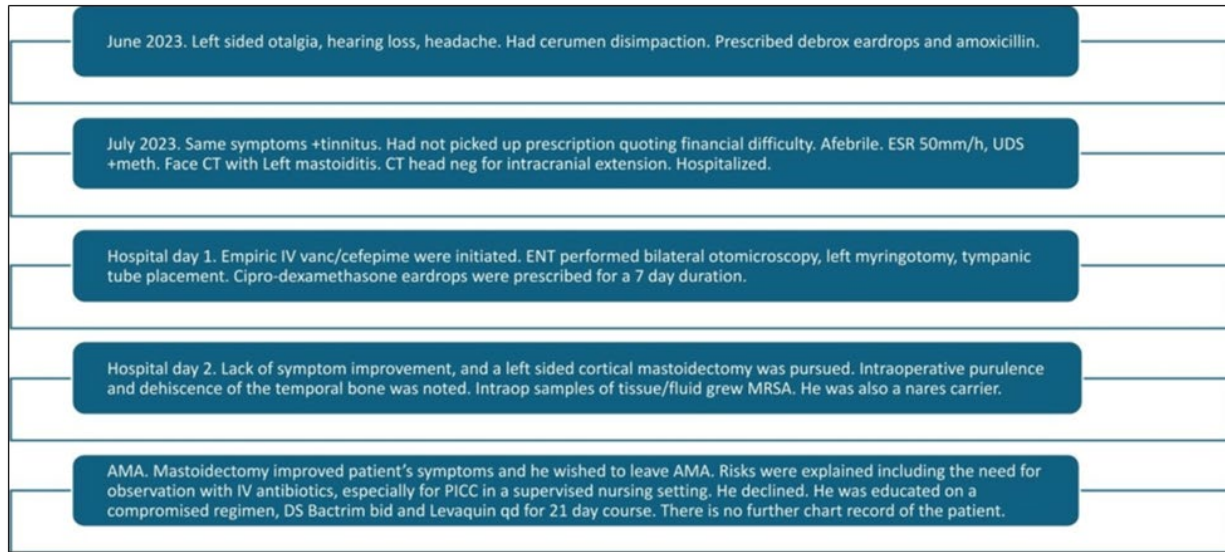 June 2023. Left sided otalgia, hearing loss, headache. Had cerumen disimpaction. Prescribed debrox eardrops and amoxicillin.
July 2023. Same symptoms +tinnitus. Had not picked up prescription quoting financial difficulty. Afebrile. ESR 50mm/h, UDS
+meth. Face CT with Left mastoiditis. CT head neg for intracranial extension. Hospitalized.
Hospital day 1. Empiric IV vanc/cefepime were initiated. ENT performed bilateral otomicroscopy, left myringotomy, tympanic
tube placement. Cipro-dexamethasone eardrops were prescribed for a 7 day duration.
Hospital day 2. Lack of symptom improvement, and a left sided cortical mastoidectomy was pursued. Intraoperative purulence
and dehiscence of the temporal bone was noted. Intraop samples of tissue/fluid grew MRSA. He was also a nares carrier.
AMA. Mastoidectomy improved patient's symptoms and he wished to leave AMA. Risks were explained including the need for
observation with IV antibiotics, especially for PICC in a supervised nursing setting. He declined. He was educated on a
compromised regimen, DS Bactrim bid and Levaquin qd for 21 day course. There is no further chart record of the patient.